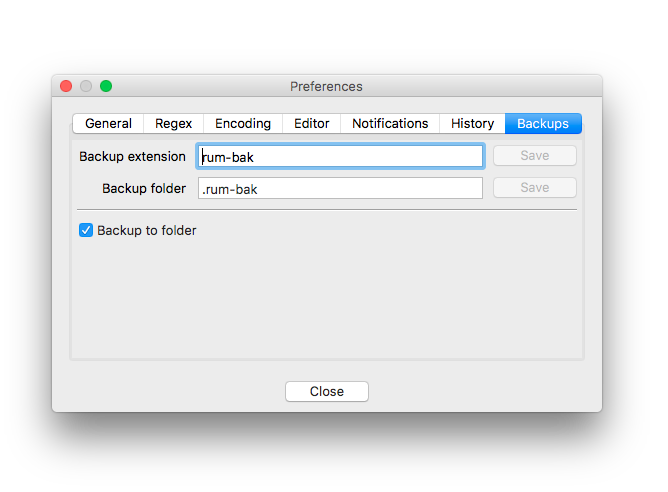 Preferences
General Regex Encoding Editor Notifications History Backups
Backup extension rum-bak Save
Backup folder .rum-bak Save
Backup to folder
Close